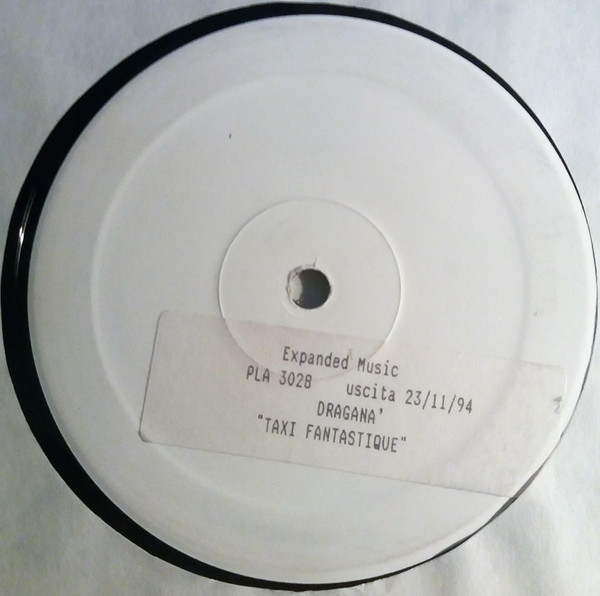 Expanded Music
PLA 3028 uscita 23/11/94
DRAGANA'
"TAXI FANTASTIQUE"